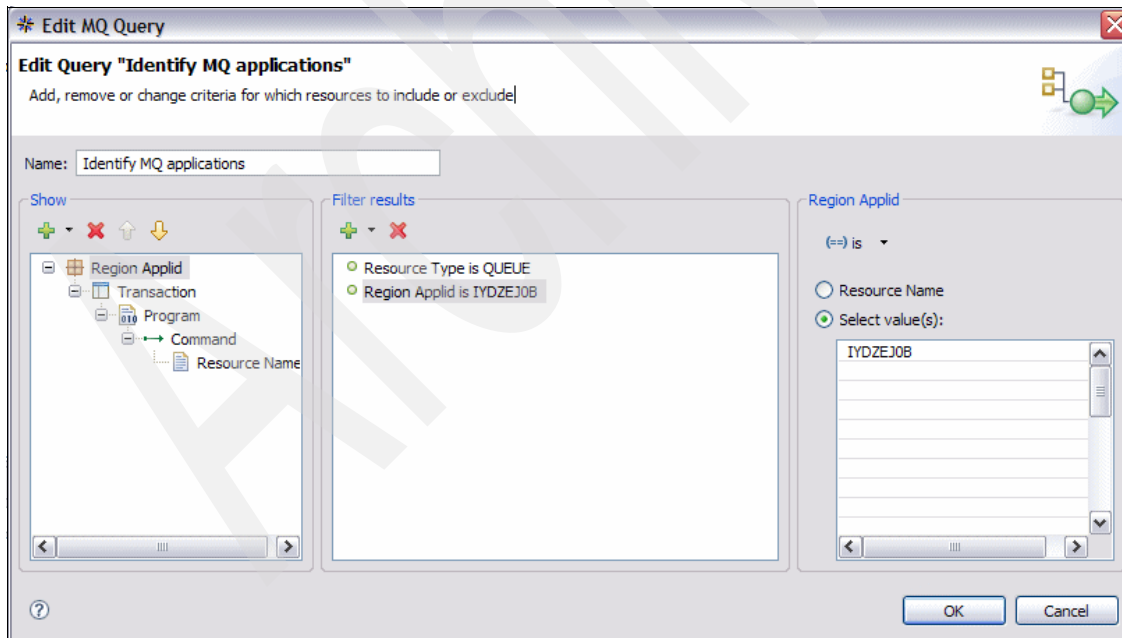 Edit MQ Query
Edit Query "Identify MQ applications"
Add, remove or change criteria for which resources to include or exclude
Name: Identify MQ applications
Show
Region Applid
Transaction
Program
Command
Resource Name
Filter results
Resource Type is QUEUE
Region Applid is IYDZEJ0B
Region Applid
(==) is
Resource Name
Select value(s):
IYDZEJ0B
OK
Cancel